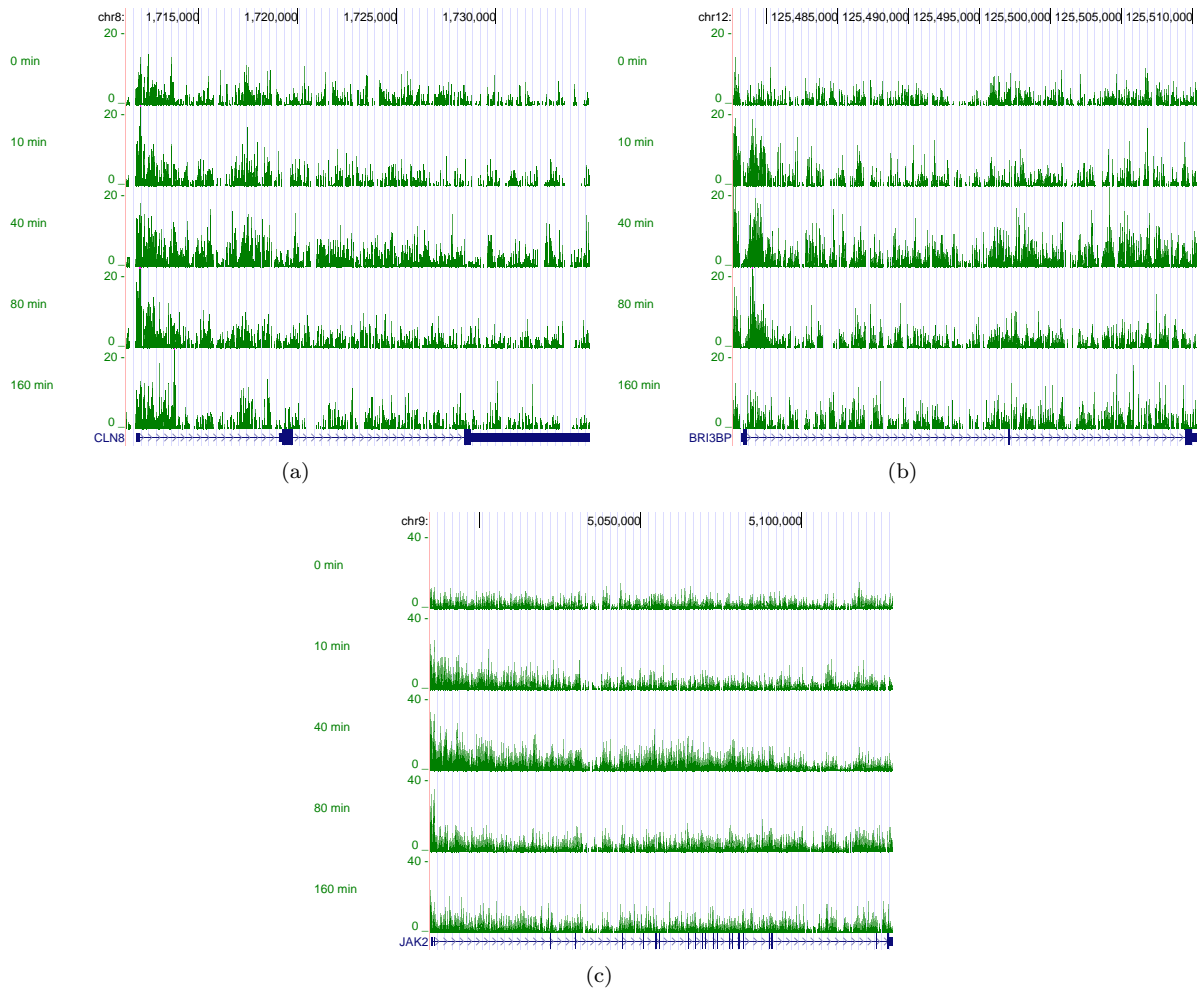 chr8: 1,715,000 1,720,000 1,725,000 1,730,000
20 -
0 min
0 _
20 -
10 min
0 _
20 -
40 min
0 _
20 -
80 min
0 _
20 -
160 min
0 _
CLN8
(a)
chr12: 125,485,000 125,490,000 125,495,000 125,500,000 125,505,000 125,510,000
20 -
0 min
0 _
20 -
10 min
0 _
20 -
40 min
0 _
20 -
80 min
0 _
20 -
160 min
0 _
BRI3BP
(b)
chr9: 5,050,000 5,100,000
40 -
0 min
0 _
40 -
10 min
0 _
40 -
40 min
0 _
40 -
80 min
0 _
40 -
160 min
0 _
JAK2
(c)